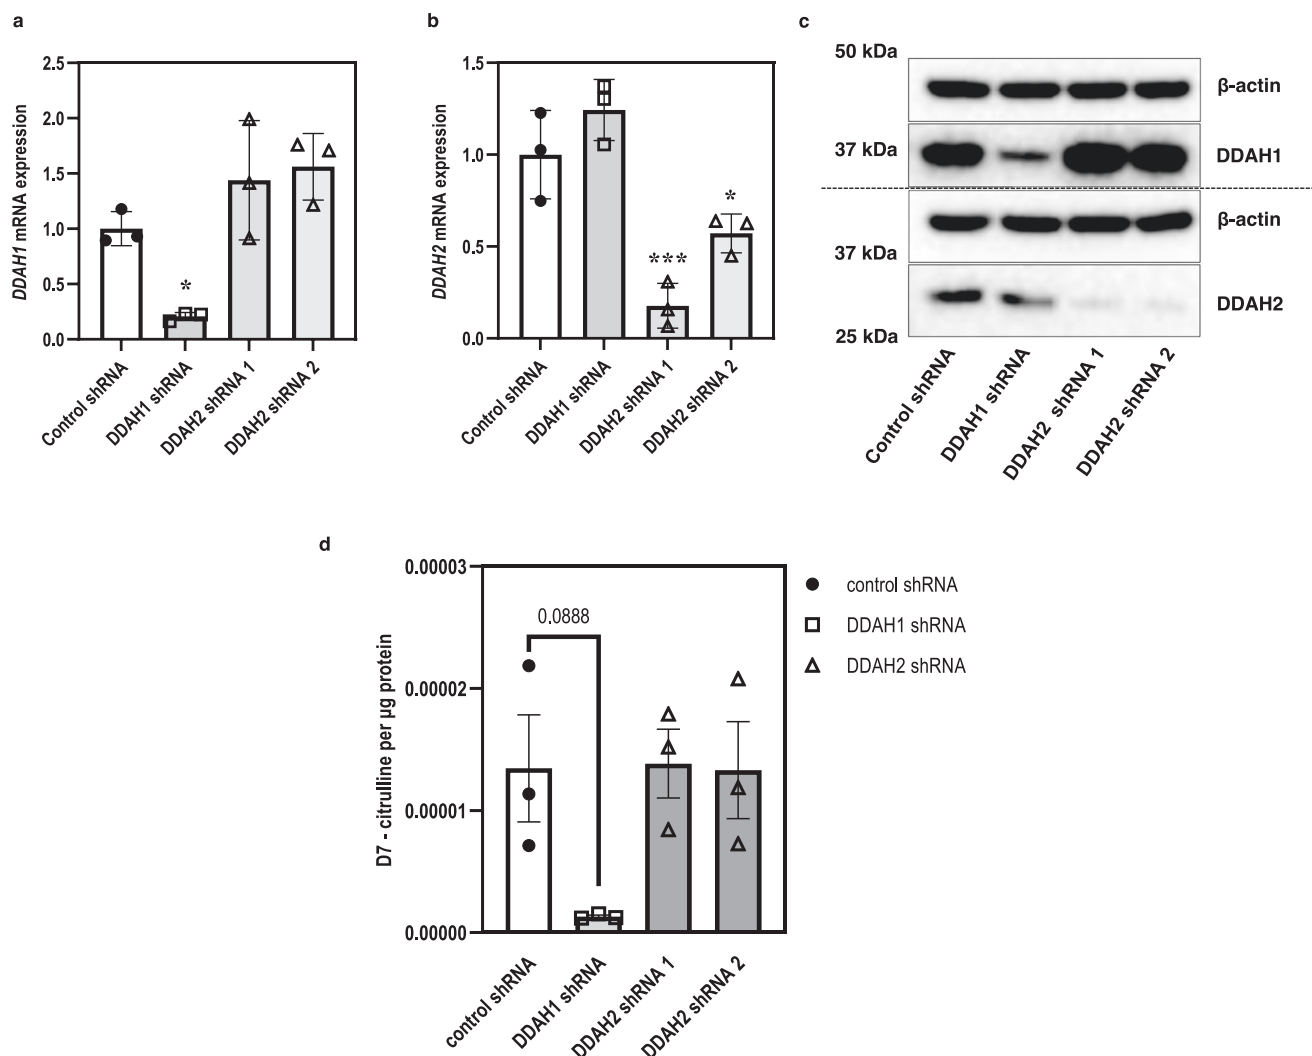 a
DDAH1 mRNA expression
2.5
2.0
1.5
1.0
0.5
0.0
*
Control shRNA
DDAH1 shRNA
DDAH2 shRNA 1
DDAH2 shRNA 2
b
DDAH2 mRNA expression
1.5
1.0
0.5
0.0
***
*
Control shRNA
DDAH1 shRNA
DDAH2 shRNA 1
DDAH2 shRNA 2
c
50 kDa
β-actin
37 kDa
DDAH1
β-actin
37 kDa
DDAH2
25 kDa
Control shRNA
DDAH1 shRNA
DDAH2 shRNA 1
DDAH2 shRNA 2
d
D7 - citrulline per µg protein
0.00003
0.00002
0.00001
0.00000
0.0888
control shRNA
DDAH1 shRNA
DDAH2 shRNA 1
DDAH2 shRNA 2
control shRNA
DDAH1 shRNA
DDAH2 shRNA